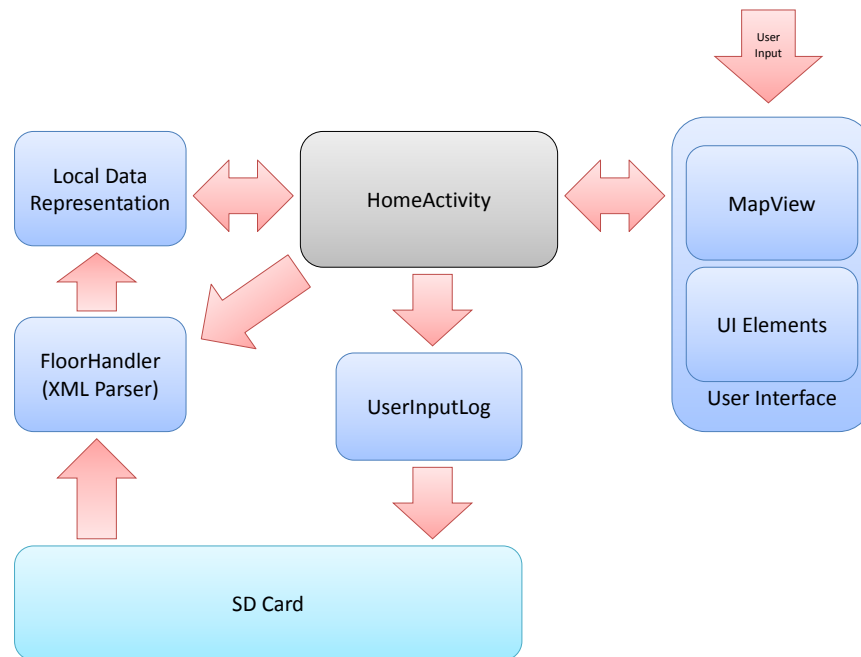 User
Input
Local Data
Representation
HomeActivity
MapView
UI Elements
User Interface
FloorHandler
(XML Parser)
UserInputLog
SD Card